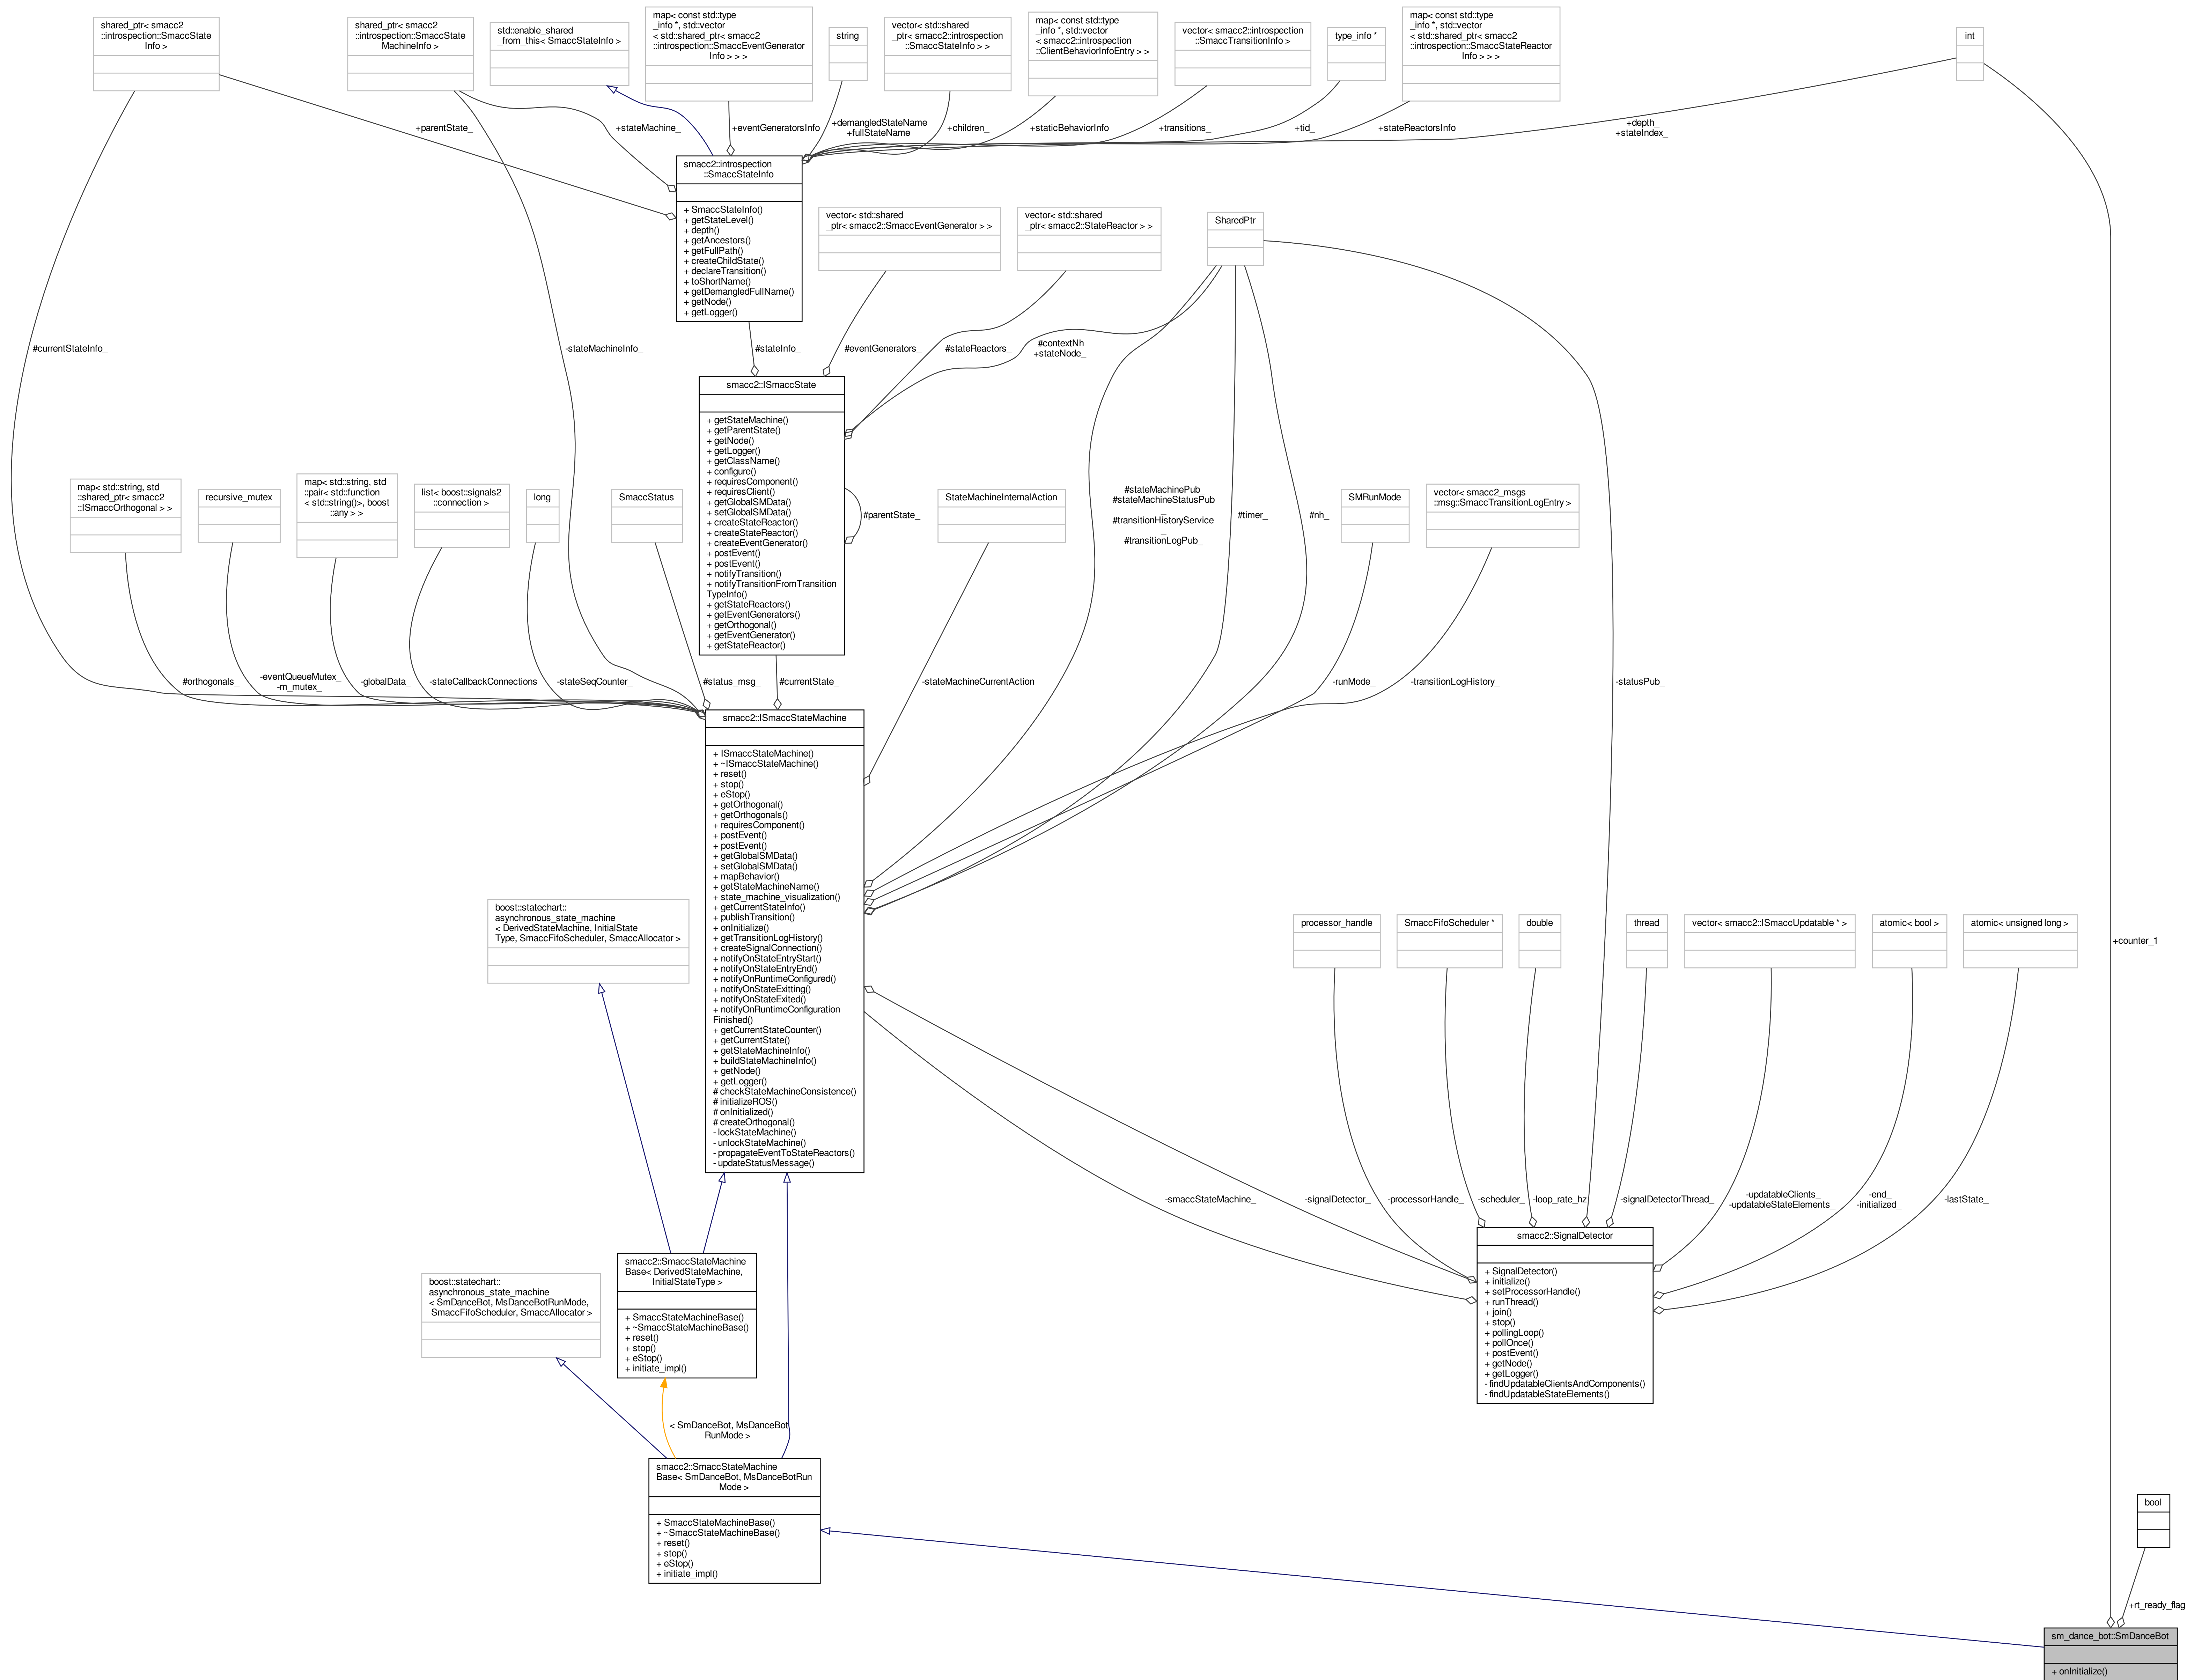 shared_ptr< smacc2
::introspection::SmaccState
Info >
shared_ptr< smacc2
::introspection::SmaccState
MachineInfo >
std::enable_shared
_from_this< SmaccStateInfo >
map< const std::type
_info *, std::vector
< std::shared_ptr< smacc2
::introspection::SmaccEventGenerator
Info > > >
string
vector< std::shared
_ptr< smacc2::introspection
::SmaccStateInfo > >
map< const std::type
_info *, std::vector
< smacc2::introspection
::ClientBehaviorInfoEntry > >
vector< smacc2::introspection
::SmaccTransitionInfo >
type_info *
map< const std::type
_info *, std::vector
< std::shared_ptr< smacc2
::introspection::SmaccStateReactor
Info > > >
int
+parentState_
+stateMachine_
+eventGeneratorsInfo
+demangledStateName
+fullStateName
+children_
+staticBehaviorInfo
+transitions_
+tid_
+stateReactorsInfo
+depth_
+stateIndex_
smacc2::introspection
::SmaccStateInfo
+ SmaccStateInfo()
+ getStateLevel()
+ depth()
+ getAncestors()
+ getFullPath()
+ createChildState()
+ declareTransition()
+ toShortName()
+ getDemangledFullName()
+ getNode()
+ getLogger()
vector< std::shared
_ptr< smacc2::SmaccEventGenerator > >
vector< std::shared
_ptr< smacc2::StateReactor > >
SharedPtr
#currentStateInfo_
-stateMachineInfo_
#stateInfo_
#eventGenerators_
#stateReactors_
#contextNh
+stateNode_
smacc2::ISmaccState
+ getStateMachine()
+ getParentState()
+ getNode()
+ getLogger()
+ getClassName()
+ configure()
+ requiresComponent()
+ requiresClient()
+ getGlobalSMData()
+ setGlobalSMData()
+ createStateReactor()
+ createStateReactor()
+ createEventGenerator()
+ postEvent()
+ postEvent()
+ notifyTransition()
+ notifyTransitionFromTransition
TypeInfo()
+ getStateReactors()
+ getEventGenerators()
+ getOrthogonal()
+ getEventGenerator()
+ getStateReactor()
#parentState_
map< std::string, std
::shared_ptr< smacc2
::ISmaccOrthogonal > >
recursive_mutex
map< std::string, std
::pair< std::function
< std::string()>, boost
::any > >
list< boost::signals2
::connection >
long
SmaccStatus
StateMachineInternalAction
#stateMachinePub_
#stateMachineStatusPub
_
#transitionHistoryService
_
#transitionLogPub_
#timer_
#nh_
SMRunMode
vector< smacc2_msgs
::msg::SmaccTransitionLogEntry >
#orthogonals_
-eventQueueMutex_
-m_mutex_
-globalData_
-stateCallbackConnections
-stateSeqCounter_
#status_msg_
#currentState_
-stateMachineCurrentAction
-runMode_
-transitionLogHistory_
-statusPub_
smacc2::ISmaccStateMachine
+ ISmaccStateMachine()
+ ~ISmaccStateMachine()
+ reset()
+ stop()
+ eStop()
+ getOrthogonal()
+ getOrthogonals()
+ requiresComponent()
+ postEvent()
+ postEvent()
+ getGlobalSMData()
+ setGlobalSMData()
+ mapBehavior()
+ getStateMachineName()
+ state_machine_visualization()
+ getCurrentStateInfo()
+ publishTransition()
+ onInitialize()
+ getTransitionLogHistory()
+ createSignalConnection()
+ notifyOnStateEntryStart()
+ notifyOnStateEntryEnd()
+ notifyOnRuntimeConfigured()
+ notifyOnStateExitting()
+ notifyOnStateExited()
+ notifyOnRuntimeConfiguration
Finished()
+ getCurrentStateCounter()
+ getCurrentState()
+ getStateMachineInfo()
+ buildStateMachineInfo()
+ getNode()
+ getLogger()
# checkStateMachineConsistence()
# initializeROS()
# onInitialized()
# createOrthogonal()
- lockStateMachine()
- unlockStateMachine()
- propagateEventToStateReactors()
- updateStatusMessage()
boost::statechart::
asynchronous_state_machine
< DerivedStateMachine, InitialState
Type, SmaccFifoScheduler, SmaccAllocator >
processor_handle
SmaccFifoScheduler *
double
thread
vector< smacc2::ISmaccUpdatable * >
atomic< bool >
atomic< unsigned long >
+counter_1
-smaccStateMachine_
-signalDetector_
-processorHandle_
-scheduler_
-loop_rate_hz
-signalDetectorThread_
-updatableClients_
-updatableStateElements_
-end_
-initialized_
-lastState_
smacc2::SignalDetector
+ SignalDetector()
+ initialize()
+ setProcessorHandle()
+ runThread()
+ join()
+ stop()
+ pollingLoop()
+ pollOnce()
+ postEvent()
+ getNode()
+ getLogger()
- findUpdatableClientsAndComponents()
- findUpdatableStateElements()
smacc2::SmaccStateMachine
Base< DerivedStateMachine,
InitialStateType >
+ SmaccStateMachineBase()
+ ~SmaccStateMachineBase()
+ reset()
+ stop()
+ eStop()
+ initiate_impl()
boost::statechart::
asynchronous_state_machine
< SmDanceBot, MsDanceBotRunMode,
SmaccFifoScheduler, SmaccAllocator >
< SmDanceBot, MsDanceBot
RunMode >
smacc2::SmaccStateMachine
Base< SmDanceBot, MsDanceBotRun
Mode >
+ SmaccStateMachineBase()
+ ~SmaccStateMachineBase()
+ reset()
+ stop()
+ eStop()
+ initiate_impl()
bool
+rt_ready_flag
sm_dance_bot::SmDanceBot
+ onInitialize()